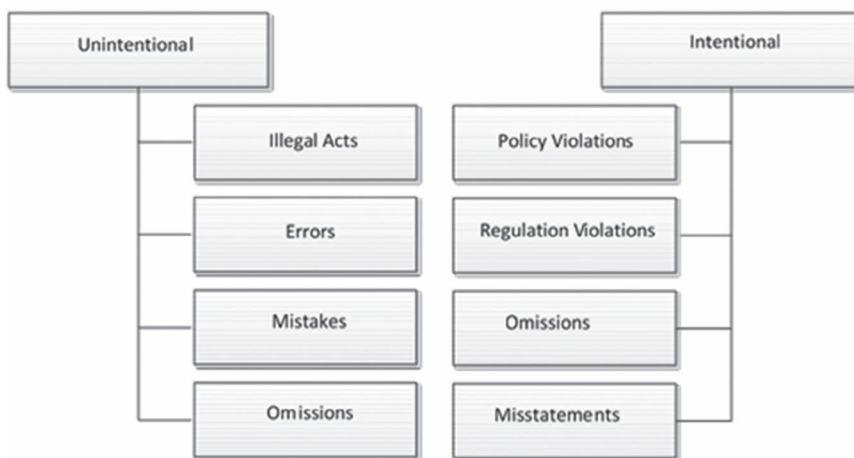 Unintentional
Intentional
Illegal Acts
Policy Violations
Errors
Regulation Violations
Mistakes
Omissions
Omissions
Misstatements